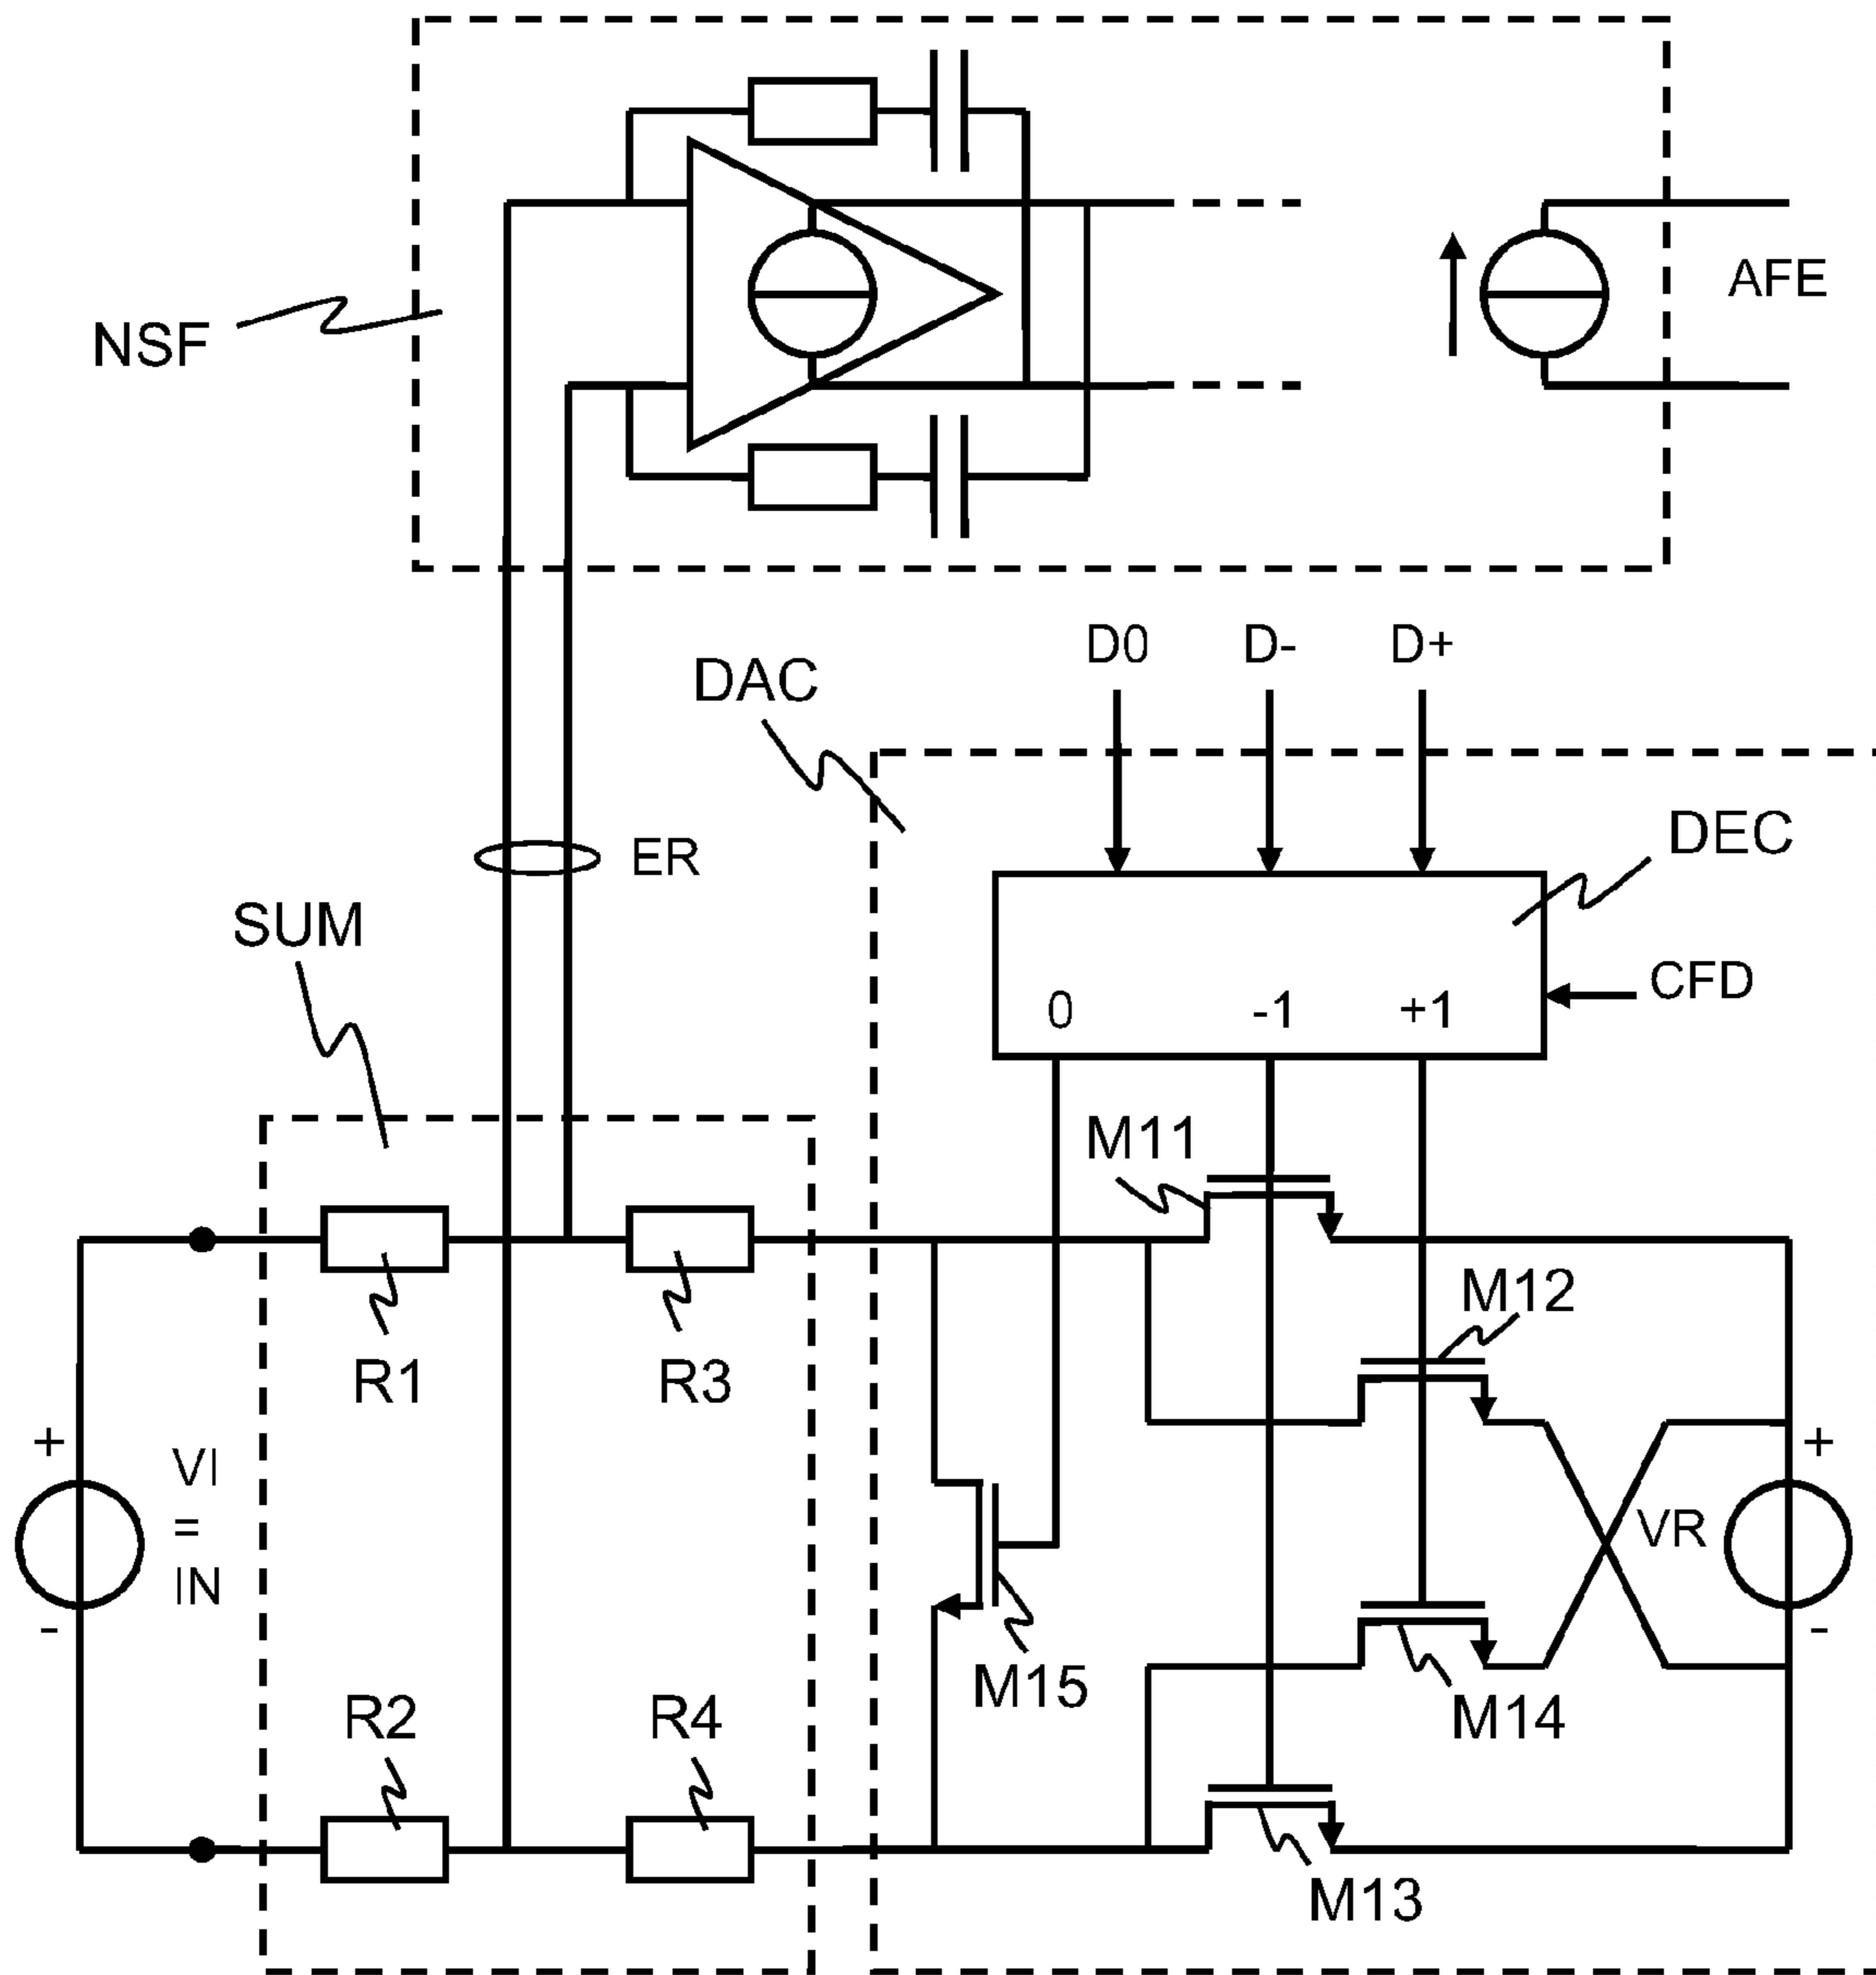 AFE
NSF
D0 D- D+
DAC
DEC
ER
SUM
CFD
0 -1 +1
M11
M12
R1 R3
+ VI
=
IN
-
+
VR
-
M15
R2 R4
M14
M13